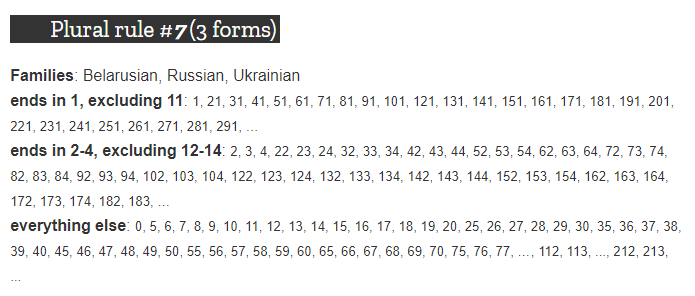 Plural rule #7 (3 forms)
Families: Belarusian, Russian, Ukrainian
ends in 1, excluding 11: 1, 21, 31, 41, 51, 61, 71, 81, 91, 101, 121, 131, 141, 151, 161, 171, 181, 191, 201,
221, 231, 241, 251, 261, 271, 281, 291, …
ends in 2-4, excluding 12-14: 2, 3, 4, 22, 23, 24, 32, 33, 34, 42, 43, 44, 52, 53, 54, 62, 63, 64, 72, 73, 74,
82, 83, 84, 92, 93, 94, 102, 103, 104, 122, 123, 124, 132, 133, 134, 142, 143, 144, 152, 153, 154, 162, 163, 164,
172, 173, 174, 182, 183, …
everything else: 0, 5, 6, 7, 8, 9, 10, 11, 12, 13, 14, 15, 16, 17, 18, 19, 20, 25, 26, 27, 28, 29, 30, 35, 36, 37, 38,
39, 40, 45, 46, 47, 48, 49, 50, 55, 56, 57, 58, 59, 60, 65, 66, 67, 68, 69, 70, 75, 76, 77, …, 112, 113, …, 212, 213,
…